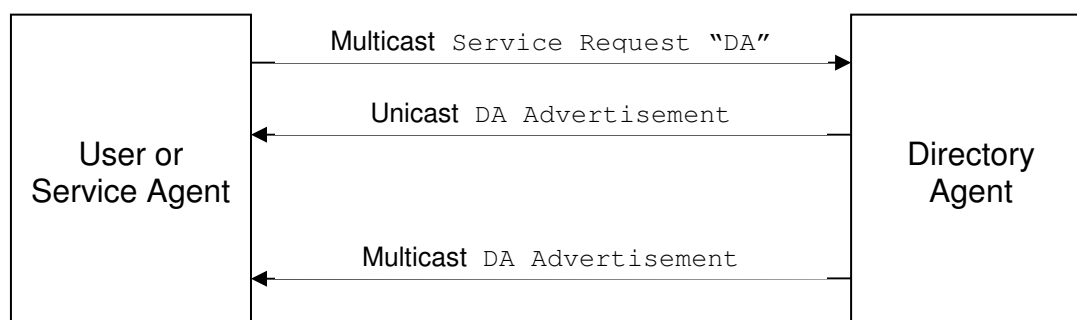 Multicast Service Request “DA”
Unicast DA Advertisement
User or
Service Agent
Directory
Agent
Multicast DA Advertisement